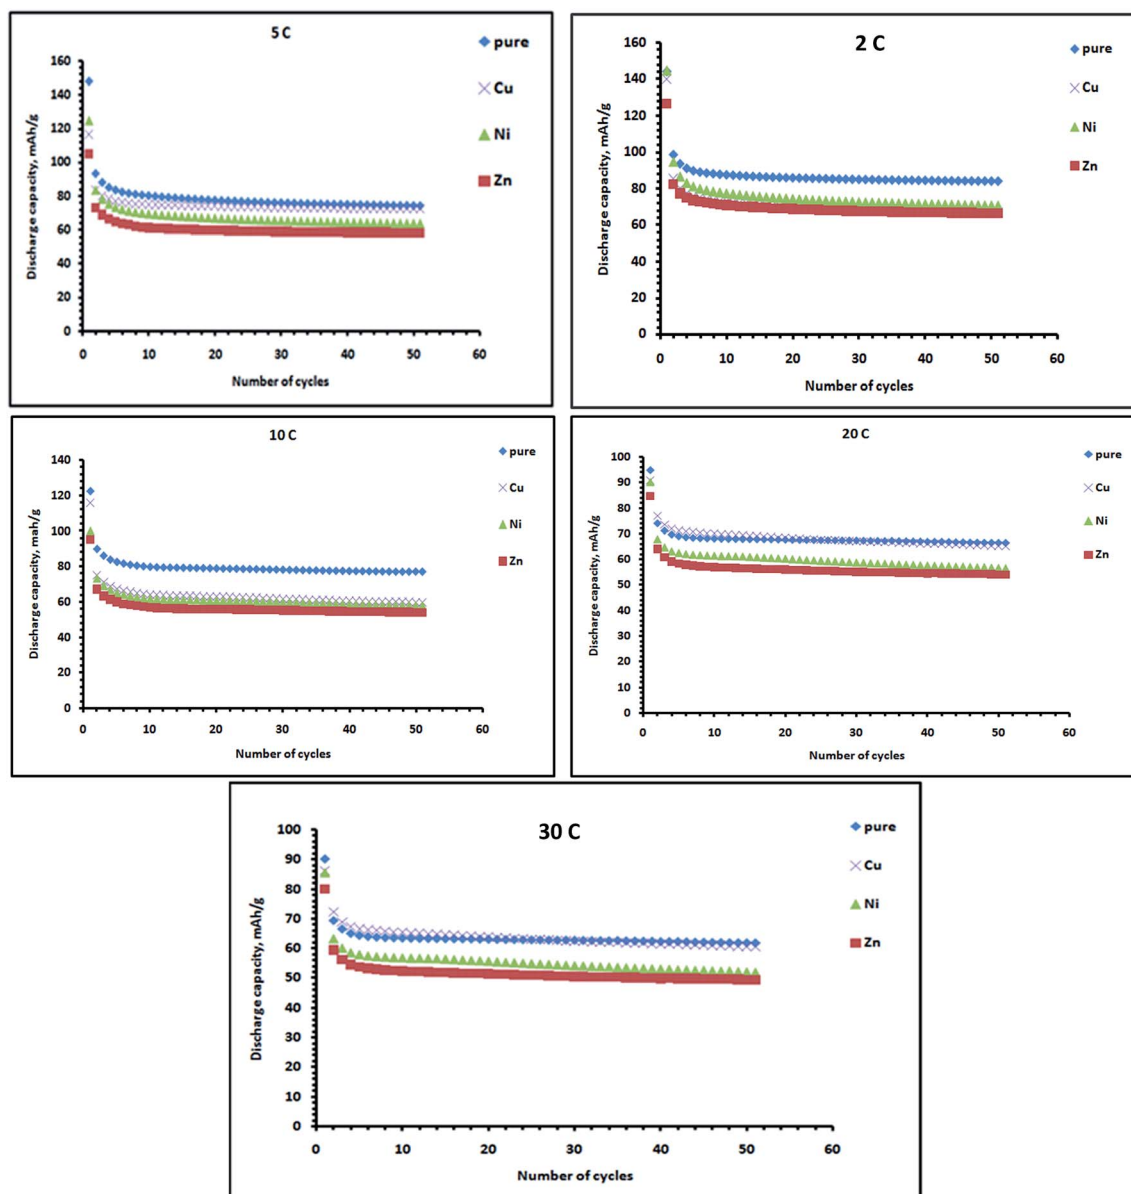 5 C
pure
Cu
Ni
Zn
Discharge capacity, mAh/g
160
140
120
100
80
60
40
20
0
0 10 20 30 40 50 60
Number of cycles
2 C
pure
Cu
Ni
Zn
Discharge capacity, mAh/g
160
140
120
100
80
60
40
20
0
0 10 20 30 40 50 60
Number of cycles
10 C
pure
Cu
Ni
Zn
Discharge capacity, mah/g
140
120
100
80
60
40
20
0
0 10 20 30 40 50 60
Number of cycles
20 C
pure
Cu
Ni
Zn
Discharge capacity, mAh/g
100
90
80
70
60
50
40
30
20
10
0
0 10 20 30 40 50 60
Number of cycles
30 C
pure
Cu
Ni
Zn
Discharge capacity, mAh/g
100
90
80
70
60
50
40
30
20
10
0
0 10 20 30 40 50 60
Number of cycles